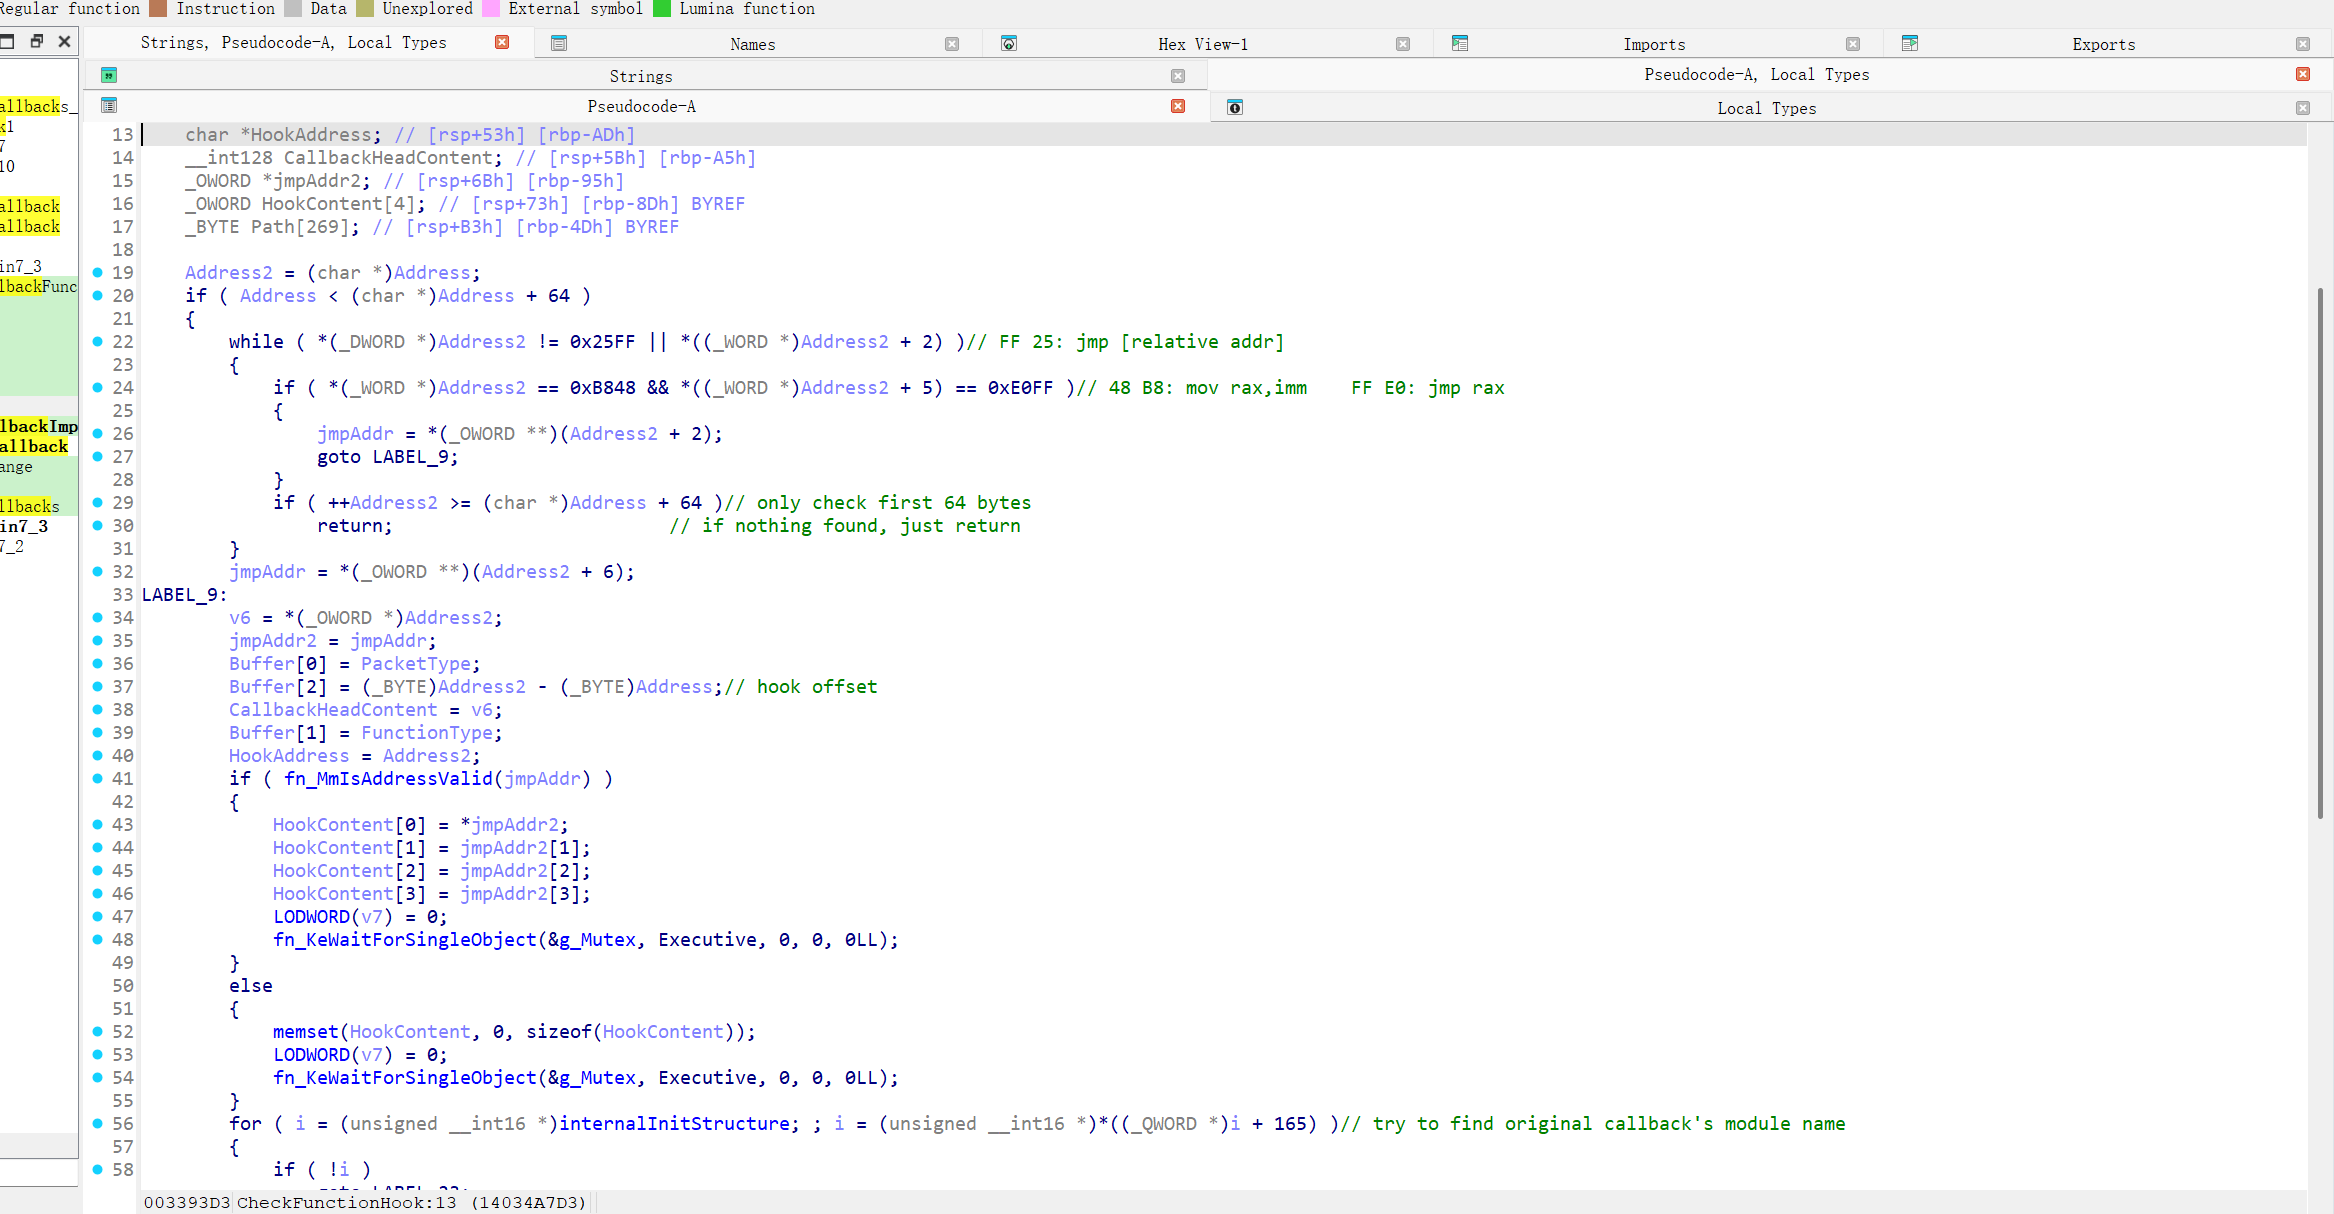 Regular function Instruction Data Unexplored External symbol Lumina function
Strings, Pseudocode-A, Local Types Names Hex View-1 Imports Exports
Strings Pseudocode-A, Local Types
Pseudocode-A Local Types
allbacks_
k1
7
10
allback
allback
in7_3
lbackFunc
lbackImp
allback
ange
llbacks
in7_3
7_2
13 char *HookAddress; // [rsp+53h] [rbp-ADh]
14 __int128 CallbackHeadContent; // [rsp+5Bh] [rbp-A5h]
15 _OWORD *jmpAddr2; // [rsp+6Bh] [rbp-95h]
16 _OWORD HookContent[4]; // [rsp+73h] [rbp-8Dh] BYREF
17 _BYTE Path[269]; // [rsp+B3h] [rbp-4Dh] BYREF
18
19 Address2 = (char *)Address;
20 if ( Address < (char *)Address + 64 )
21 {
22 while ( *(_DWORD *)Address2 != 0x25FF || *((_WORD *)Address2 + 2) )// FF 25: jmp [relative addr]
23 {
24 if ( *(_WORD *)Address2 == 0xB848 && *((_WORD *)Address2 + 5) == 0xE0FF )// 48 B8: mov rax,imm    FF E0: jmp rax
25 {
26 jmpAddr = *(_OWORD **)(Address2 + 2);
27 goto LABEL_9;
28 }
29 if ( ++Address2 >= (char *)Address + 64 )// only check first 64 bytes
30 return; // if nothing found, just return
31 }
32 jmpAddr = *(_OWORD **)(Address2 + 6);
33 LABEL_9:
34 v6 = *(_OWORD *)Address2;
35 jmpAddr2 = jmpAddr;
36 Buffer[0] = PacketType;
37 Buffer[2] = (_BYTE)Address2 - (_BYTE)Address;// hook offset
38 CallbackHeadContent = v6;
39 Buffer[1] = FunctionType;
40 HookAddress = Address2;
41 if ( fn_MmIsAddressValid(jmpAddr) )
42 {
43 HookContent[0] = *jmpAddr2;
44 HookContent[1] = jmpAddr2[1];
45 HookContent[2] = jmpAddr2[2];
46 HookContent[3] = jmpAddr2[3];
47 LODWORD(v7) = 0;
48 fn_KeWaitForSingleObject(&g_Mutex, Executive, 0, 0, 0LL);
49 }
50 else
51 {
52 memset(HookContent, 0, sizeof(HookContent));
53 LODWORD(v7) = 0;
54 fn_KeWaitForSingleObject(&g_Mutex, Executive, 0, 0, 0LL);
55 }
56 for ( i = (unsigned __int16 *)internalInitStructure; ; i = (unsigned __int16 *)*((_QWORD *)i + 165) )// try to find original callback's module name
57 {
58 if ( !i )
003393D3 CheckFunctionHook:13 (14034A7D3)